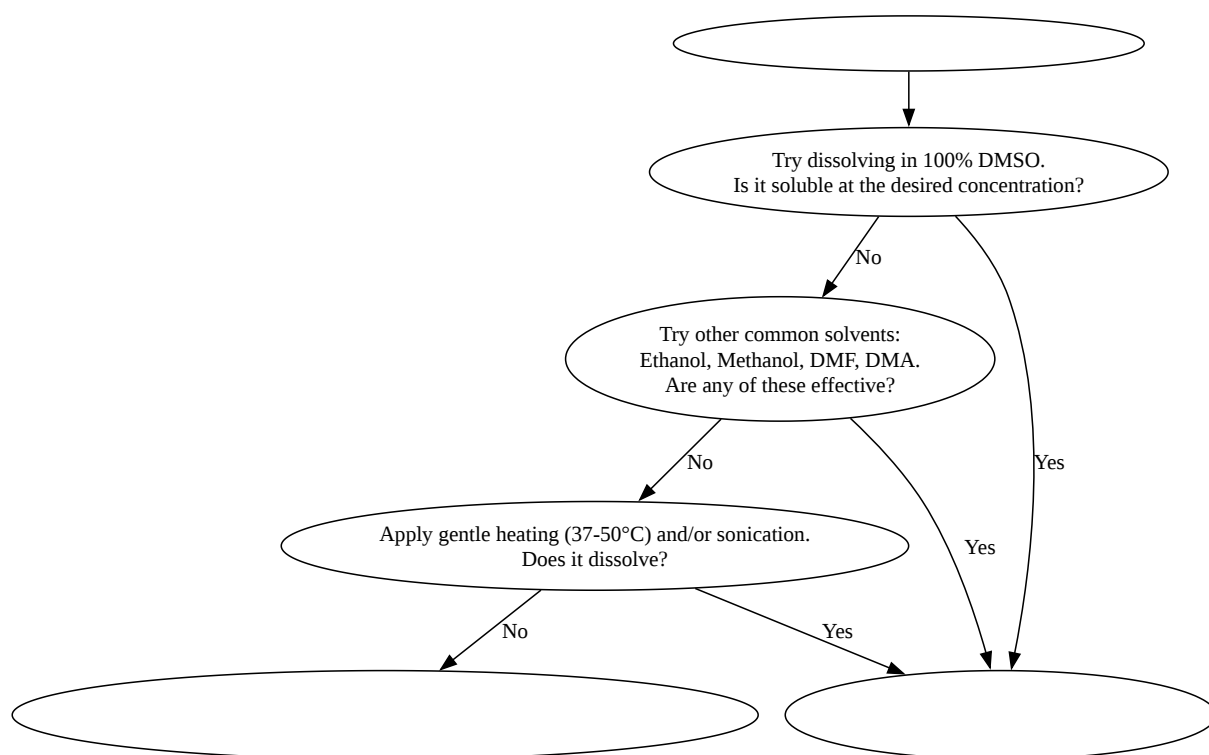 Try dissolving in 100% DMSO.
Is it soluble at the desired concentration?
No
Try other common solvents:
Ethanol, Methanol, DMF, DMA.
Are any of these effective?
No
Yes
Apply gentle heating (37-50°C) and/or sonication.
Does it dissolve?
Yes
No
Yes